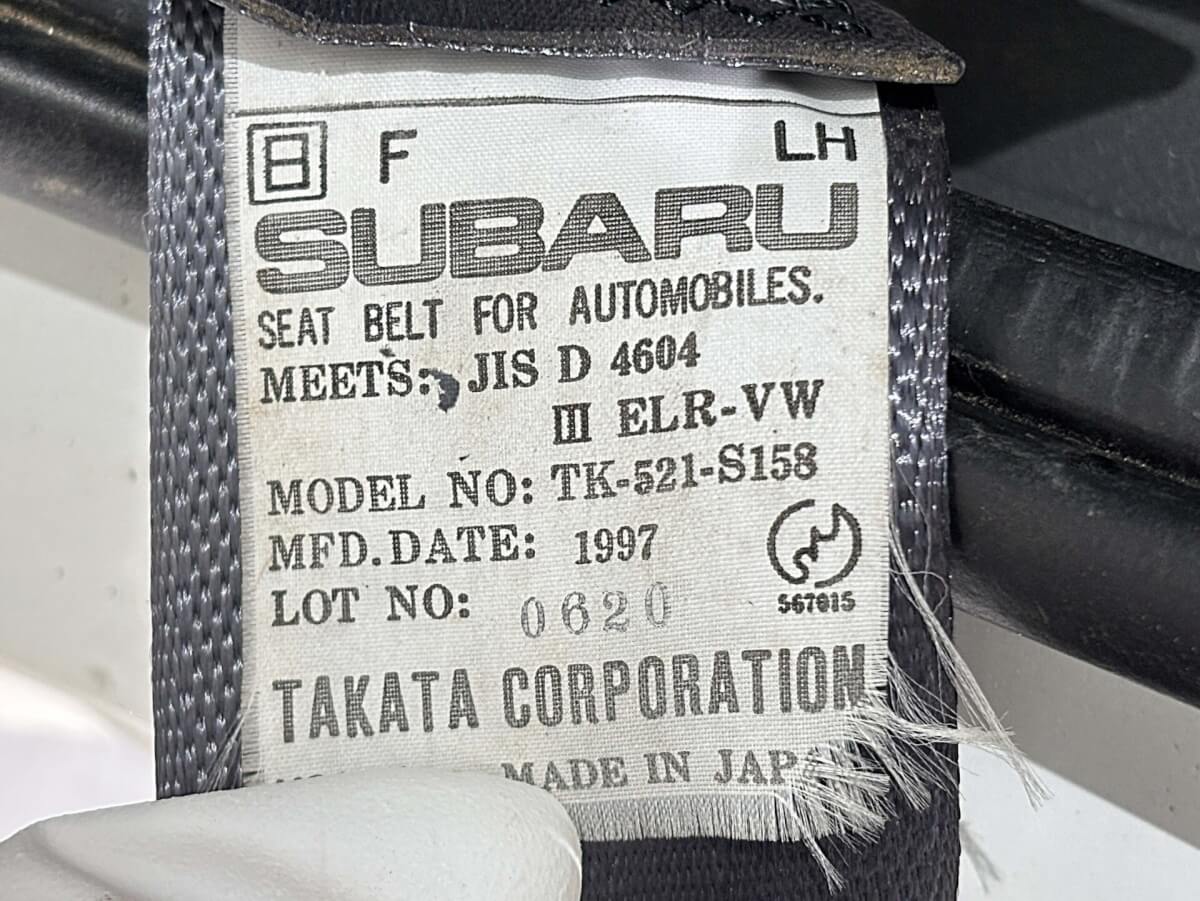 日 F LH
SUBARU
SEAT BELT FOR AUTOMOBILES.
MEETS: JIS D 4604
III ELR-VW
MODEL NO: TK-521-S158
MFD.DATE: 1997
LOT NO: 0620
567015
TAKATA CORPORATION
MADE IN JAPAN